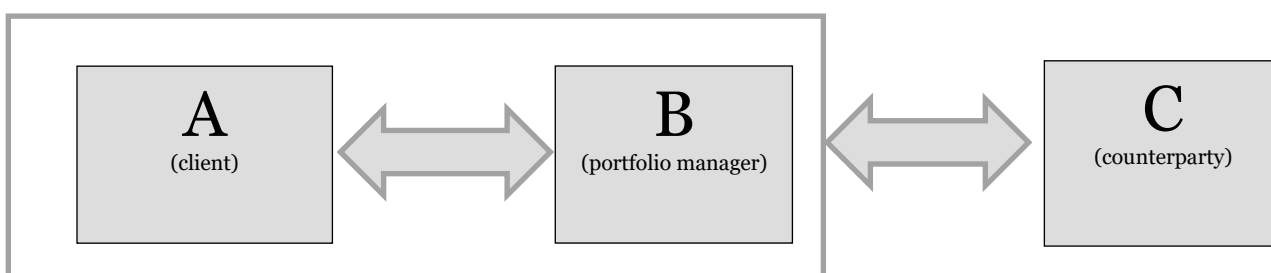 A
(client)
B
(portfolio manager)
C
(counterparty)